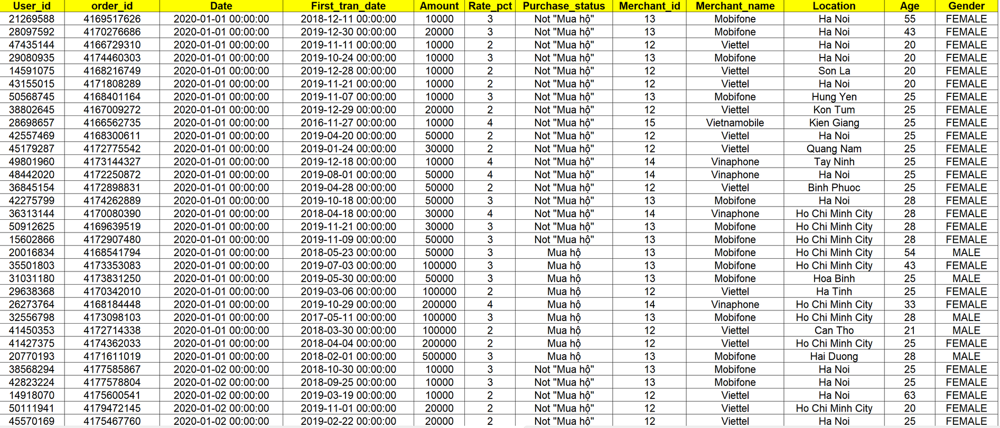 User_id order_id Date First_tran_date Amount Rate_pct Purchase_status Merchant_id Merchant_name Location Age Gender
21269588 4169517626 2020-01-01 00:00:00 2018-12-11 00:00:00 10000 3 Not "Mua hộ" 13 Mobifone Ha Noi 55 FEMALE
28097592 4170276686 2020-01-01 00:00:00 2019-12-30 00:00:00 20000 3 Not "Mua hộ" 13 Mobifone Ha Noi 43 FEMALE
47435144 4166729310 2020-01-01 00:00:00 2019-11-11 00:00:00 10000 2 Not "Mua hộ" 12 Viettel Ha Noi 20 FEMALE
29080935 4174460303 2020-01-01 00:00:00 2019-10-24 00:00:00 10000 3 Not "Mua hộ" 13 Mobifone Ha Noi 20 FEMALE
14591075 4168216749 2020-01-01 00:00:00 2019-12-28 00:00:00 10000 2 Not "Mua hộ" 12 Viettel Son La 20 FEMALE
43155015 4171808289 2020-01-01 00:00:00 2019-11-21 00:00:00 10000 2 Not "Mua hộ" 12 Viettel Ha Noi 20 FEMALE
50568745 4168401164 2020-01-01 00:00:00 2019-11-07 00:00:00 10000 3 Not "Mua hộ" 13 Mobifone Hung Yen 25 FEMALE
38802645 4167009272 2020-01-01 00:00:00 2019-12-29 00:00:00 20000 2 Not "Mua hộ" 12 Viettel Kon Tum 25 FEMALE
28698657 4166562735 2020-01-01 00:00:00 2016-11-27 00:00:00 10000 4 Not "Mua hộ" 15 Vietnamobile Kien Giang 25 FEMALE
42557469 4168300611 2020-01-01 00:00:00 2019-04-20 00:00:00 50000 2 Not "Mua hộ" 12 Viettel Ha Noi 25 FEMALE
45179287 4172775542 2020-01-01 00:00:00 2019-01-24 00:00:00 30000 2 Not "Mua hộ" 12 Viettel Quang Nam 25 FEMALE
49801960 4173144327 2020-01-01 00:00:00 2019-12-18 00:00:00 10000 4 Not "Mua hộ" 14 Vinaphone Tay Ninh 25 FEMALE
48442020 4172250872 2020-01-01 00:00:00 2019-08-01 00:00:00 50000 4 Not "Mua hộ" 14 Vinaphone Ha Noi 25 FEMALE
36845154 4172898831 2020-01-01 00:00:00 2019-04-28 00:00:00 50000 2 Not "Mua hộ" 12 Viettel Binh Phuoc 25 FEMALE
42275799 4174262889 2020-01-01 00:00:00 2019-10-18 00:00:00 50000 3 Not "Mua hộ" 13 Mobifone Ha Noi 28 FEMALE
36313144 4170080390 2020-01-01 00:00:00 2018-04-18 00:00:00 30000 4 Not "Mua hộ" 14 Vinaphone Ho Chi Minh City 28 FEMALE
50912625 4169639519 2020-01-01 00:00:00 2019-11-21 00:00:00 30000 3 Not "Mua hộ" 13 Mobifone Ho Chi Minh City 28 FEMALE
15602866 4172907480 2020-01-01 00:00:00 2019-11-09 00:00:00 50000 3 Not "Mua hộ" 13 Mobifone Ho Chi Minh City 28 FEMALE
20016834 4168541794 2020-01-01 00:00:00 2018-05-23 00:00:00 50000 3 Mua hộ 13 Mobifone Ho Chi Minh City 54 MALE
35501803 4173353083 2020-01-01 00:00:00 2019-07-03 00:00:00 100000 3 Mua hộ 13 Mobifone Ho Chi Minh City 43 FEMALE
31031180 4173831250 2020-01-01 00:00:00 2019-05-30 00:00:00 50000 3 Mua hộ 13 Mobifone Hoa Binh 25 MALE
29638368 4170342010 2020-01-01 00:00:00 2019-03-06 00:00:00 100000 2 Mua hộ 12 Viettel Ha Tinh 25 FEMALE
26273764 4168184448 2020-01-01 00:00:00 2019-10-29 00:00:00 200000 4 Mua hộ 14 Vinaphone Ho Chi Minh City 33 FEMALE
32556798 4173098103 2020-01-01 00:00:00 2017-05-11 00:00:00 100000 3 Mua hộ 13 Mobifone Ho Chi Minh City 28 MALE
41450353 4172714338 2020-01-01 00:00:00 2018-03-30 00:00:00 100000 2 Mua hộ 12 Viettel Can Tho 21 MALE
41427375 4174362033 2020-01-01 00:00:00 2018-04-04 00:00:00 200000 2 Mua hộ 12 Viettel Ho Chi Minh City 25 FEMALE
20770193 4171611019 2020-01-01 00:00:00 2018-02-01 00:00:00 500000 3 Mua hộ 13 Mobifone Hai Duong 28 MALE
38568294 4177585867 2020-01-02 00:00:00 2018-10-30 00:00:00 10000 3 Not "Mua hộ" 13 Mobifone Ha Noi 25 FEMALE
42823224 4177578804 2020-01-02 00:00:00 2018-09-25 00:00:00 10000 3 Not "Mua hộ" 13 Mobifone Ha Noi 25 FEMALE
14918070 4175600541 2020-01-02 00:00:00 2019-03-19 00:00:00 10000 2 Not "Mua hộ" 12 Viettel Ha Noi 63 FEMALE
50111941 4179472145 2020-01-02 00:00:00 2019-11-01 00:00:00 20000 2 Not "Mua hộ" 12 Viettel Ho Chi Minh City 20 FEMALE
45570169 4175467760 2020-01-02 00:00:00 2019-02-22 00:00:00 20000 2 Not "Mua hộ" 12 Viettel Ha Noi 25 FEMALE